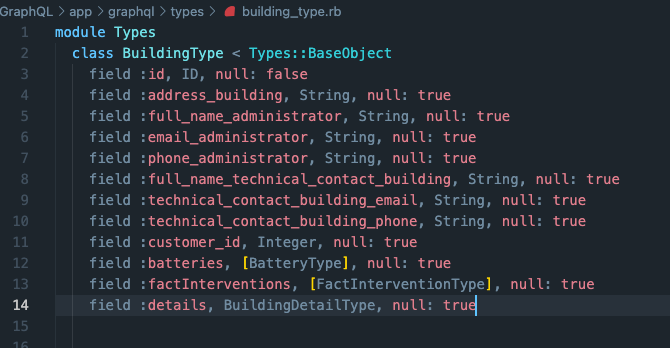 GraphQL > app > graphql > types > building_type.rb
1 module Types
2 class BuildingType < Types::BaseObject
3 field :id, ID, null: false
4 field :address_building, String, null: true
5 field :full_name_administrator, String, null: true
6 field :email_administrator, String, null: true
7 field :phone_administrator, String, null: true
8 field :full_name_technical_contact_building, String, null: true
9 field :technical_contact_building_email, String, null: true
10 field :technical_contact_building_phone, String, null: true
11 field :customer_id, Integer, null: true
12 field :batteries, [BatteryType], null: true
13 field :factInterventions, [FactInterventionType], null: true
14 field :details, BuildingDetailType, null: true
15